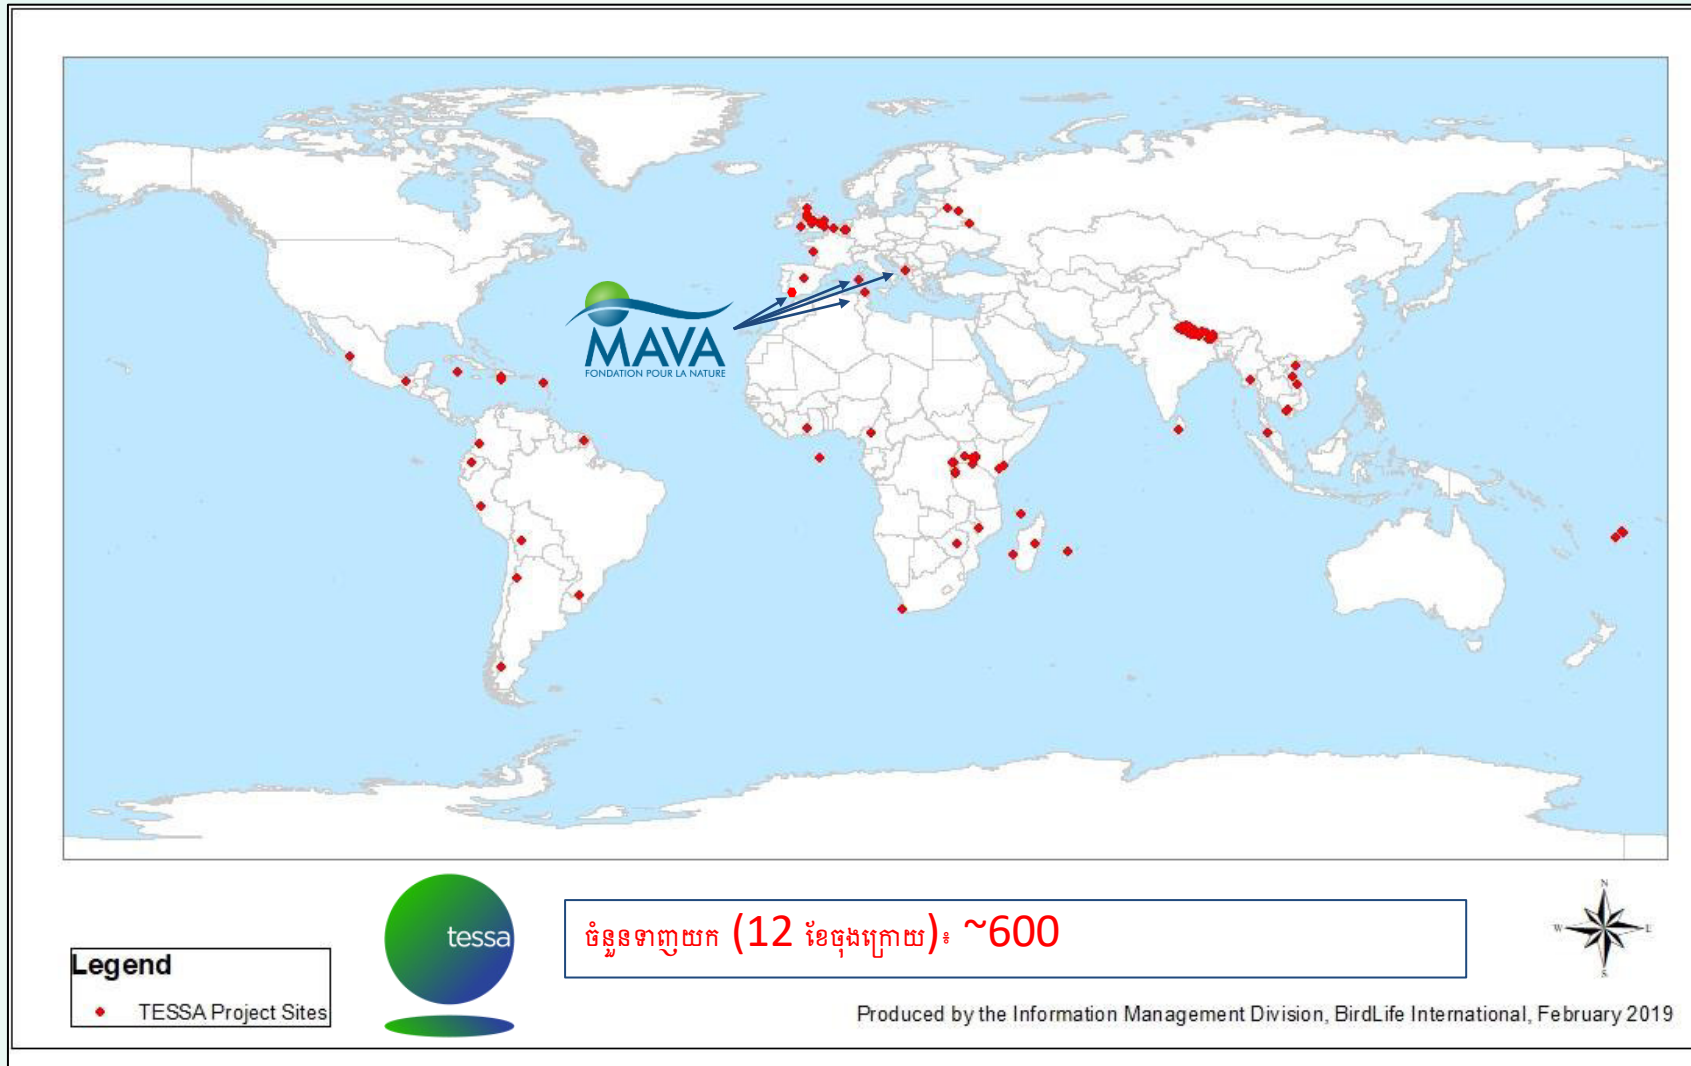 MAVA
FONDATION POUR LA NATURE
tessa
ចំនួនទាញយក (12 ខែចុងក្រោយ)៖ ~600
N
W
E
S
Legend
TESSA Project Sites
Produced by the Information Management Division, BirdLife International, February 2019